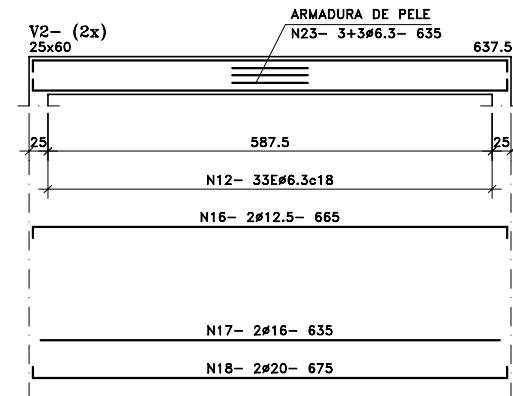 ARMADURA DE PELE
V2- (2x)
N23- 3+3ø6.3- 635
25x60
637.5
25
587.5
25
N12- 33Eø6.3c18
N16- 2ø12.5- 665
N17- 2ø16- 635
N18- 2ø20- 675